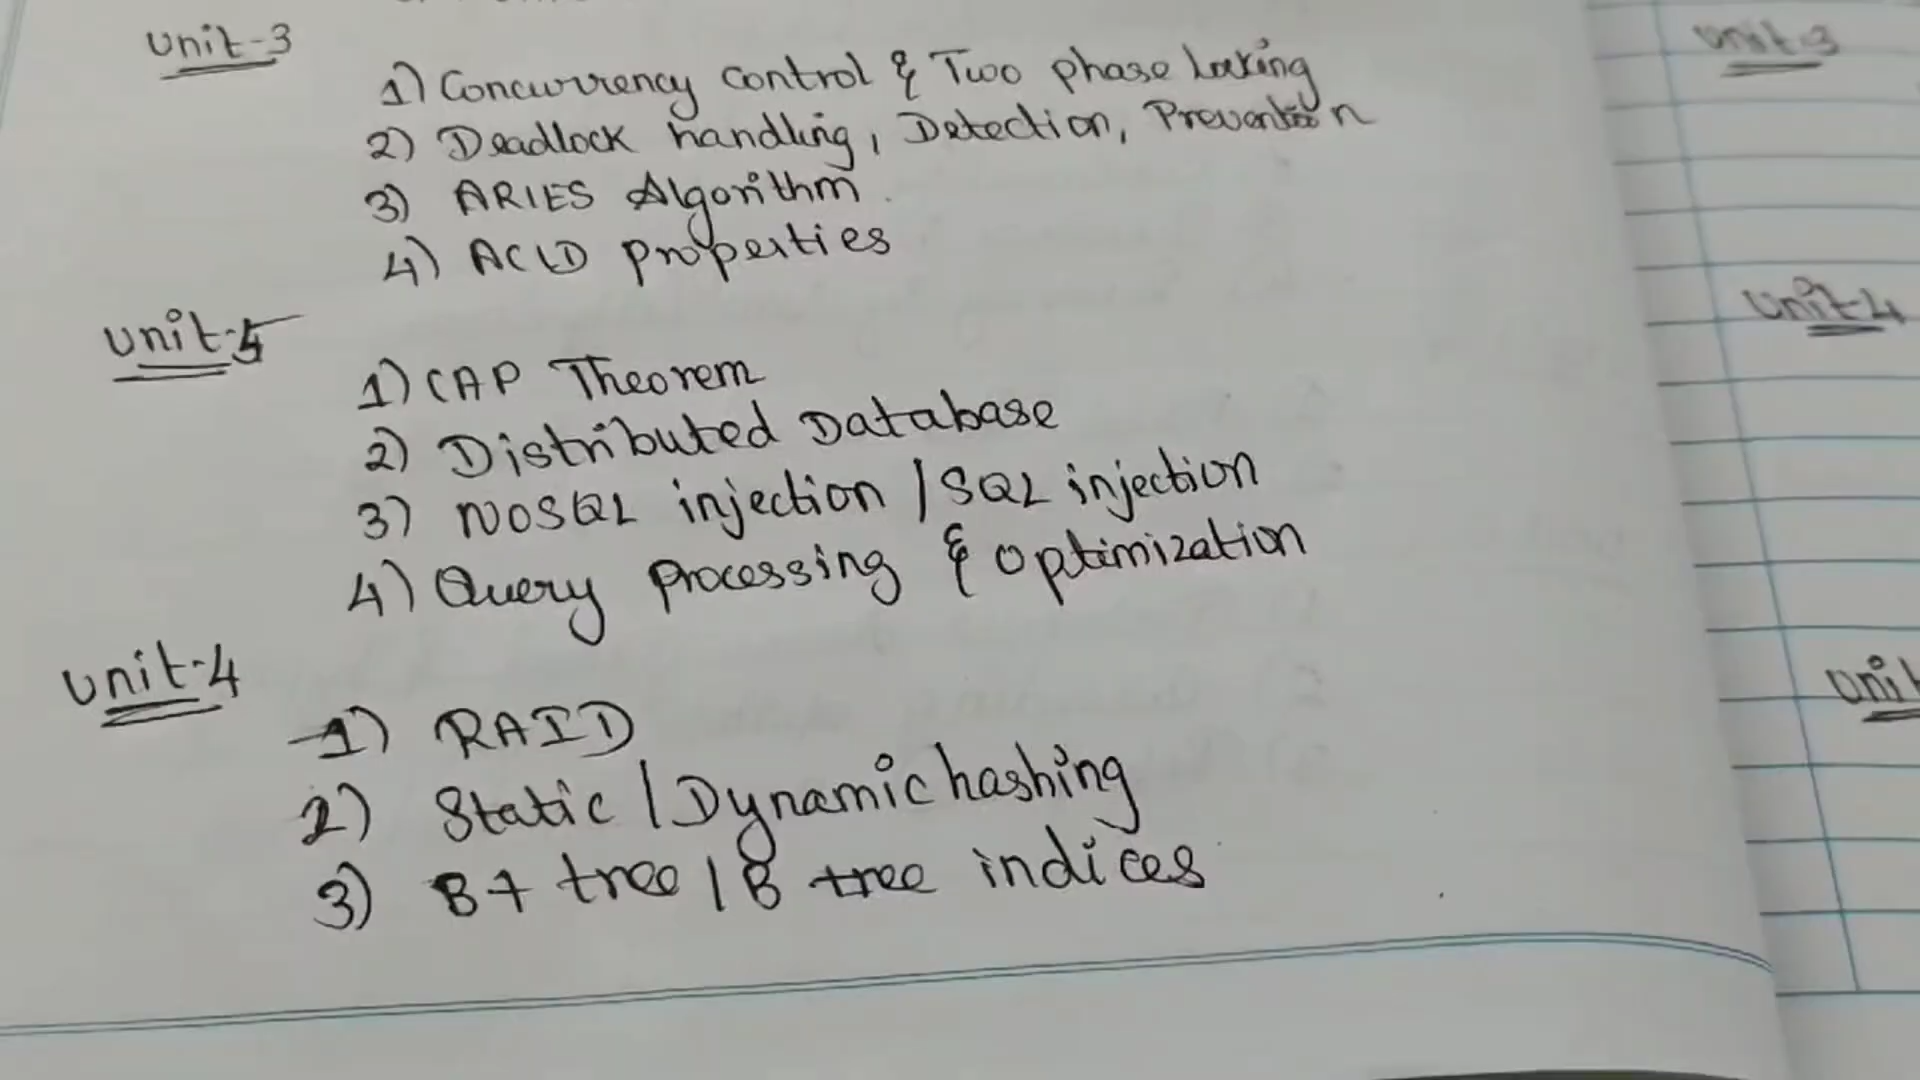 Unit-3
1) Concurrency control & Two phase Locking
2) Deadlock handling, Detection, Prevention
3) ARIES Algorithm
4) ACID properties
Unit-5
1) CAP Theorem
2) Distributed Database
3) NOSQL injection / SQL injection
4) Query processing & optimization
Unit-4
1) RAID
2) Static / Dynamic hashing
3) B+ tree / B tree indices
Unit-3
Unit-4
Unit